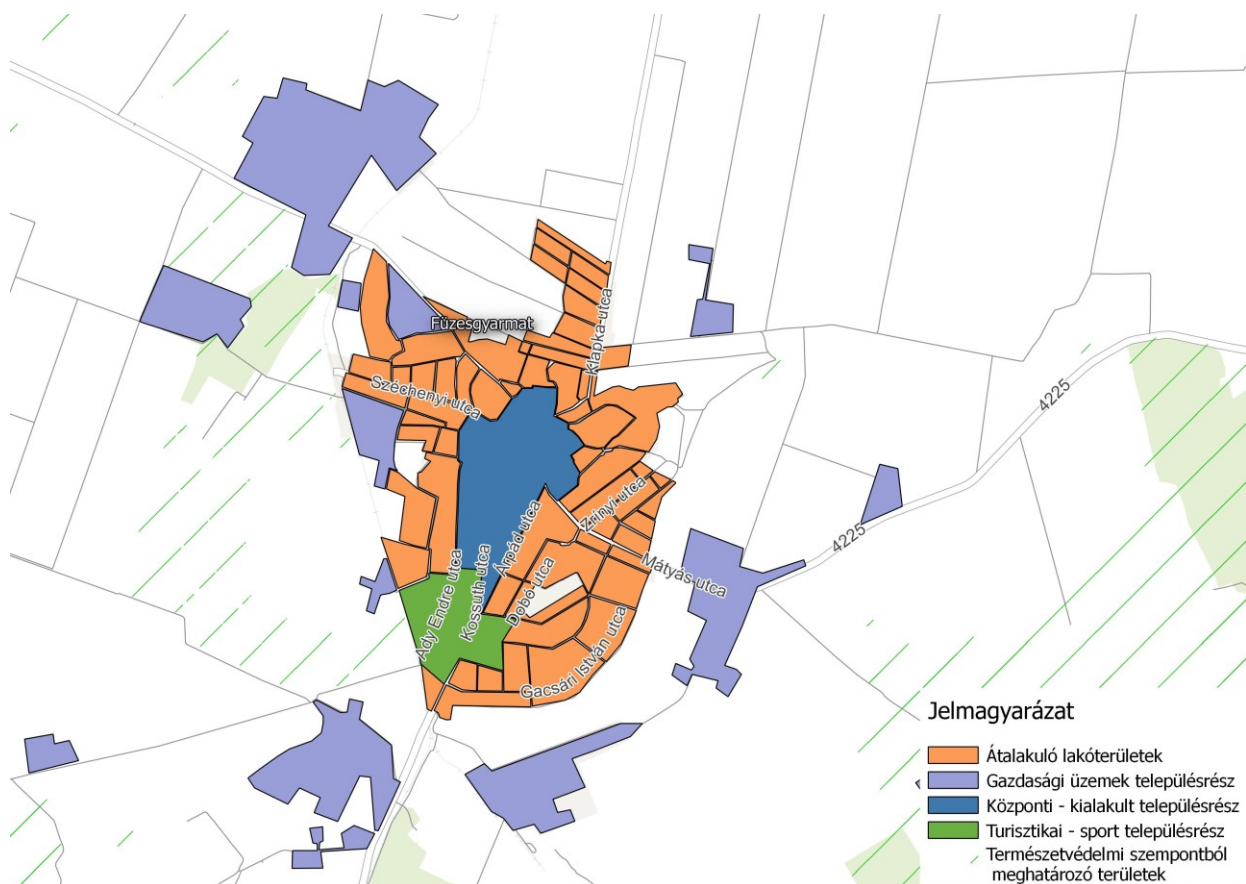 Klapka utca
Füzesgyarmat
Széchenyi utca
4225
Zrínyi utca
Árpád utca
4225
Mátyás utca
Ady Endre utca
Kossuth utca
Dobó utca
Gacsári István utca
Jelmagyarázat
Átalakuló lakóterületek
Gazdasági üzemek településrész
Központi - kialakult településrész
Turisztikai - sport településrész
Természetvédelmi szempontból
meghatározó területek